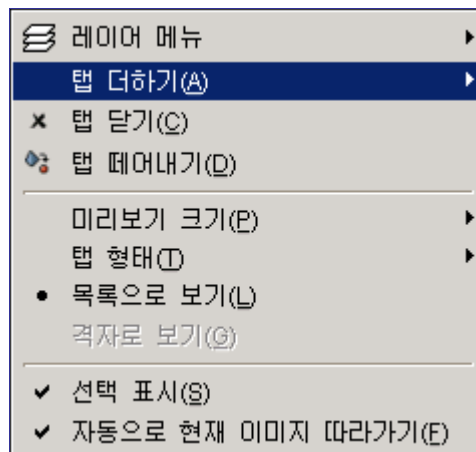 레이어 메뉴
탭 더하기(A)
탭 닫기(C)
탭 떼어내기(D)
미리보기 크기(P)
탭 형태(T)
목록으로 보기(L)
격자로 보기(G)
선택 표시(S)
자동으로 현재 이미지 따라가기(F)